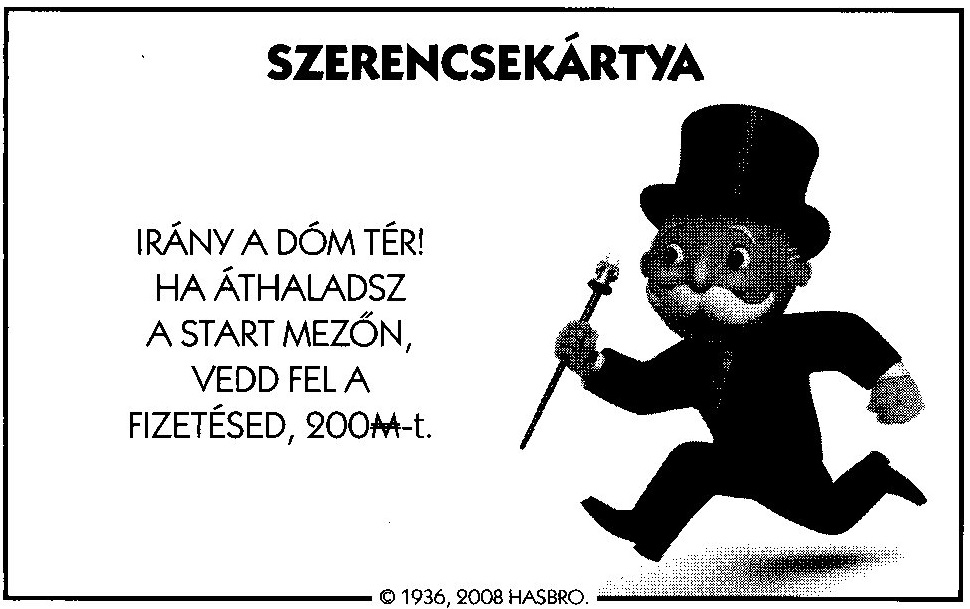 SZERENCSEKÁRTYA
IRÁNY A DÓM TÉR!
HA ÁTHALADSZ
A START MEZŐN,
VEDD FEL A
FIZETÉSED, 200M-t.
© 1936, 2008 HASBRO.